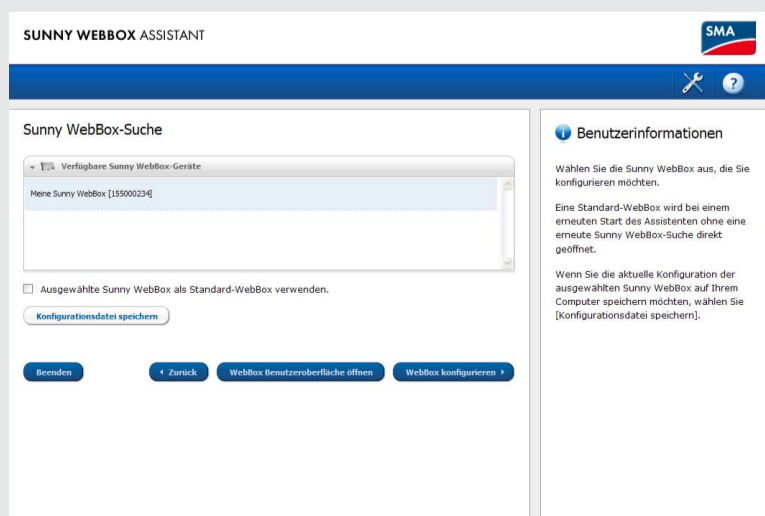 SUNNY WEBBOX ASSISTANT
SMA
?
Sunny WebBox-Suche
Verfügbare Sunny WebBox-Geräte
Meine Sunny WebBox [155000234]
Ausgewählte Sunny WebBox als Standard-WebBox verwenden.
Konfigurationsdatei speichern
Beenden
Zurück
WebBox Benutzeroberfläche öffnen
WebBox konfigurieren
i Benutzerinformationen
Wählen Sie die Sunny WebBox aus, die Sie
konfigurieren möchten.
Eine Standard-WebBox wird bei einem
erneuten Start des Assistenten ohne eine
erneute Sunny WebBox-Suche direkt
geöffnet.
Wenn Sie die aktuelle Konfiguration der
ausgewählten Sunny WebBox auf Ihrem
Computer speichern möchten, wählen Sie
[Konfigurationsdatei speichern].